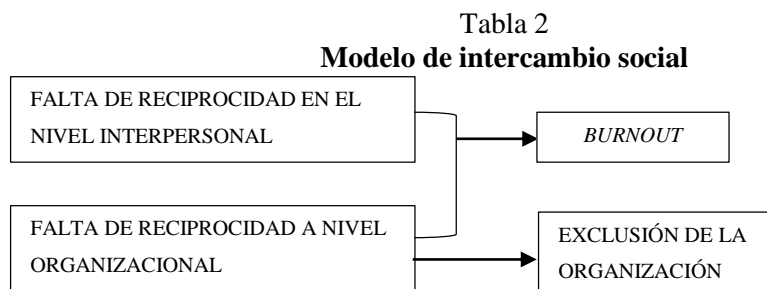 Tabla 2
Modelo de intercambio social
FALTA DE RECIPROCIDAD EN EL
NIVEL INTERPERSONAL
BURNOUT
FALTA DE RECIPROCIDAD A NIVEL
ORGANIZACIONAL
EXCLUSIÓN DE LA
ORGANIZACIÓN